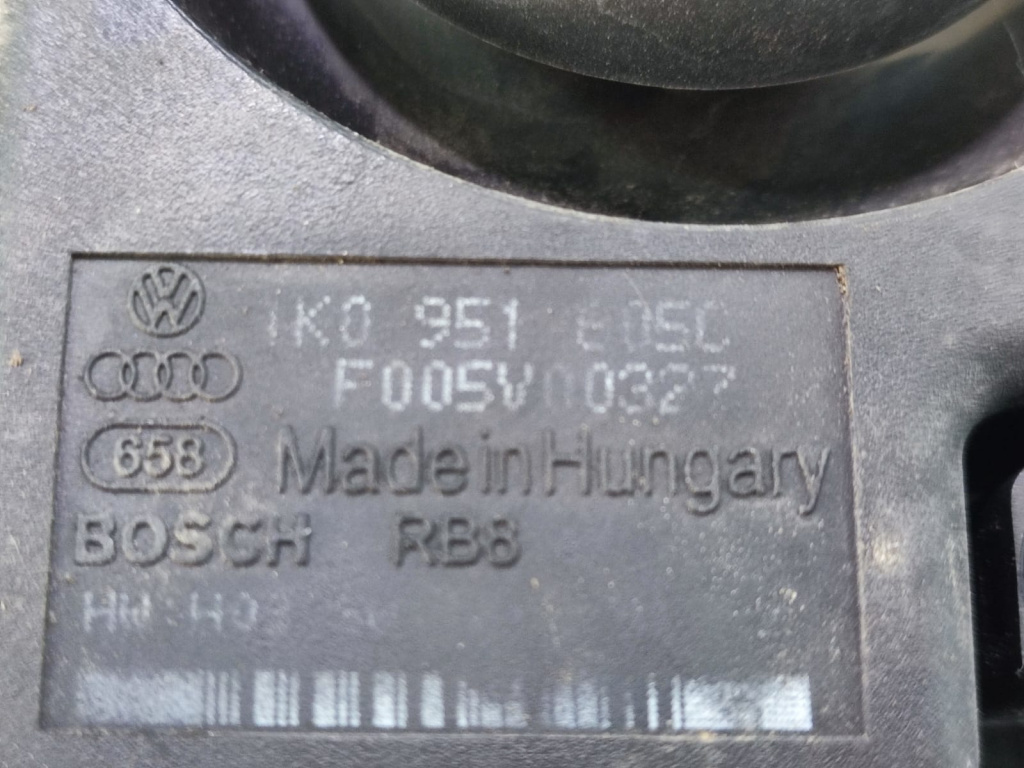 1K0 951 605C
F005V00327
658 Made in Hungary
BOSCH RB8